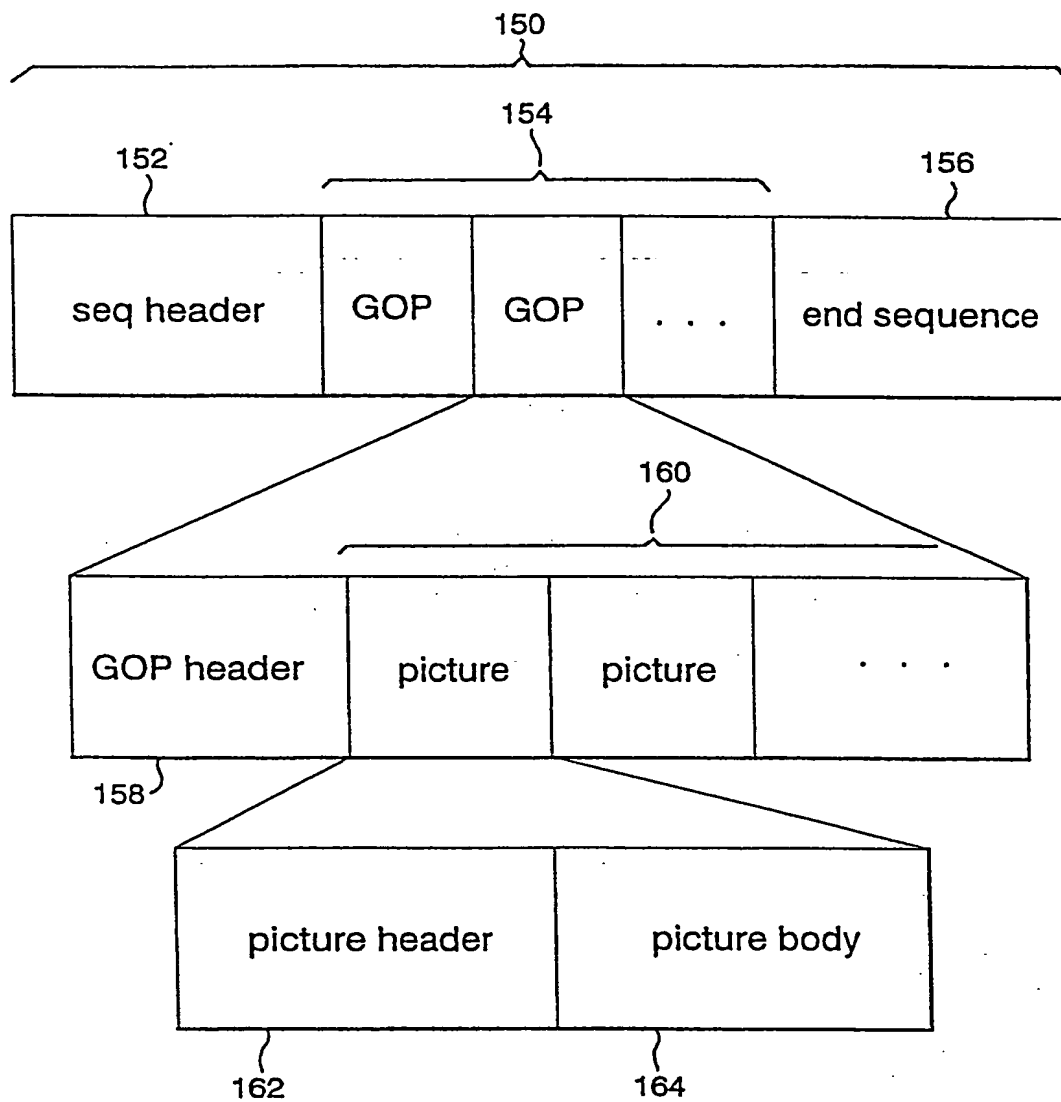 150
154
152
156
seq header GOP GOP . . . end sequence
160
GOP header picture picture . . .
158
picture header picture body
162 164